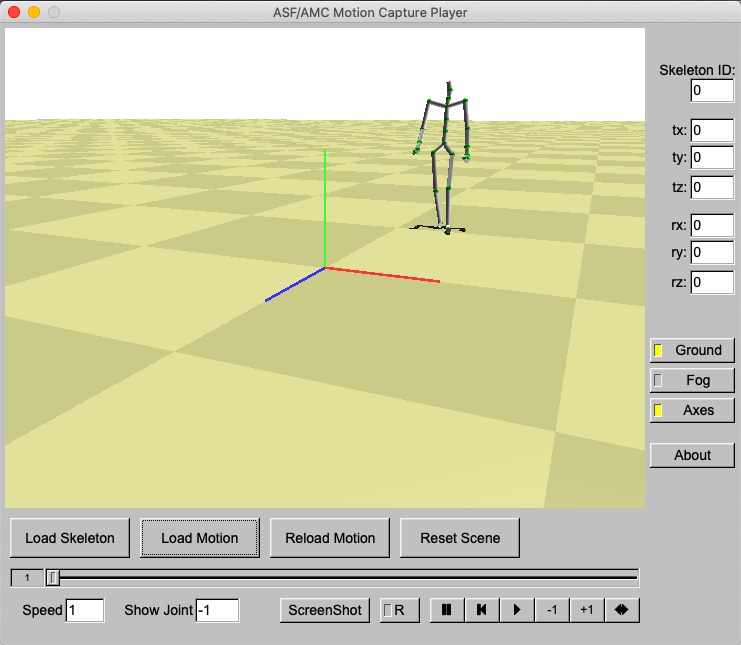 ASF/AMC Motion Capture Player
Skeleton ID:
0
tx: 0
ty: 0
tz: 0
rx: 0
ry: 0
rz: 0
Ground
Fog
Axes
About
Load Skeleton Load Motion Reload Motion Reset Scene
1
Speed 1 Show Joint -1 ScreenShot R -1 +1